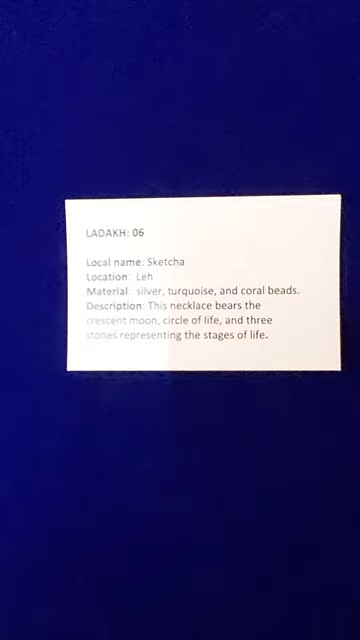 LADAKH: 06
Local name: Sketcha
Location: Leh
Material: silver, turquoise, and coral beads.
Description: This necklace bears the
crescent moon, circle of life, and three
stones representing the stages of life.